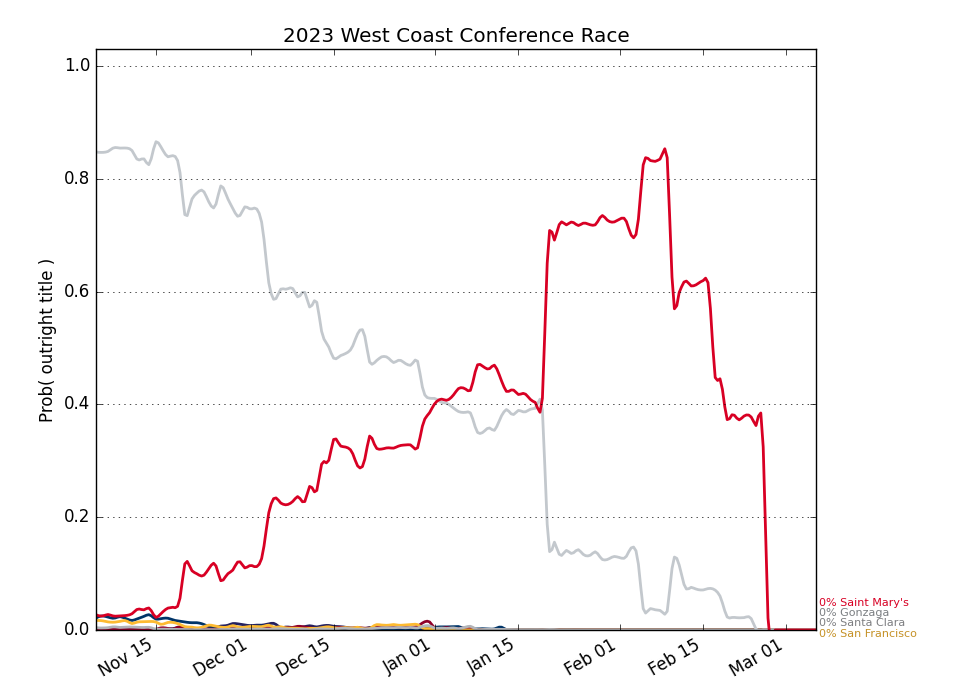 2023 West Coast Conference Race
1.0
0.8
0.6
0.4
0.2
0.0
Prob( outright title )
Nov 15
Dec 01
Dec 15
Jan 01
Jan 15
Feb 01
Feb 15
Mar 01
0% Saint Mary's
0% Gonzaga
0% Santa Clara
0% San Francisco